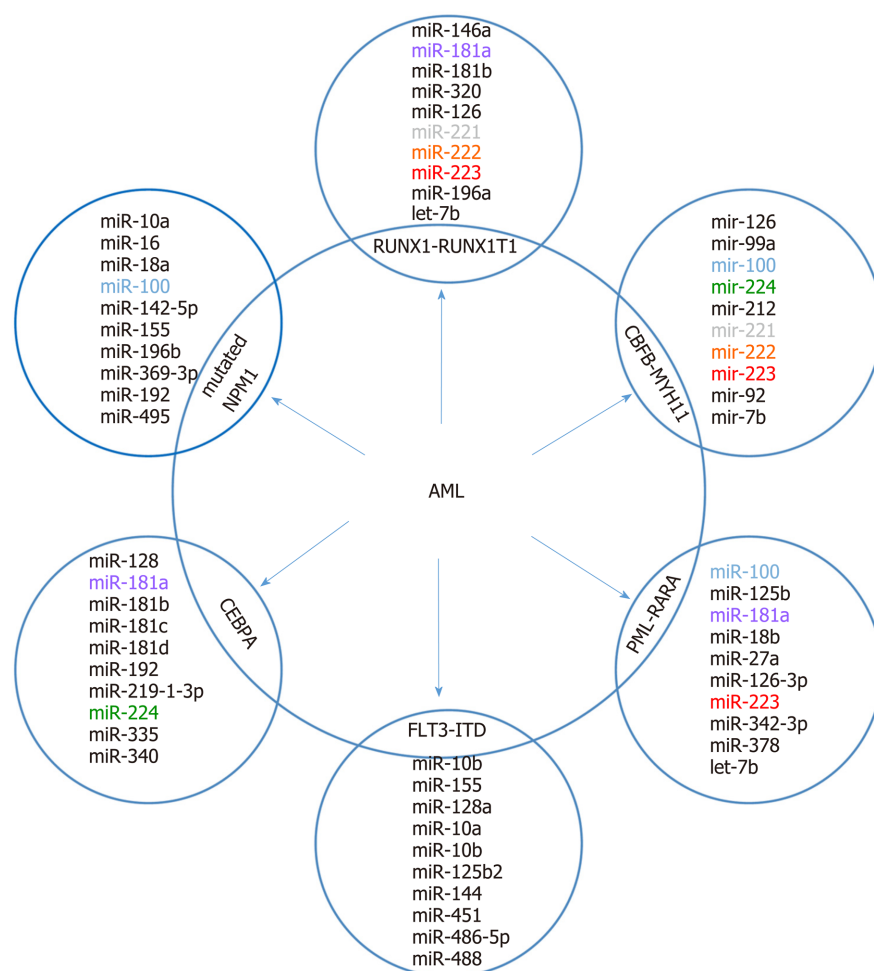 miR-146a
miR-181a
miR-181b
miR-320
miR-126
miR-221
miR-222
miR-223
miR-196a
let-7b
RUNX1-RUNX1T1
miR-10a
miR-16
miR-18a
miR-100
miR-142-5p
miR-155
miR-196b
miR-369-3p
miR-192
miR-495
mutated
NPM1
mir-126
mir-99a
mir-100
mir-224
mir-212
mir-221
mir-222
mir-223
mir-92
mir-7b
CBFB-MYH11
AML
miR-128
miR-181a
miR-181b
miR-181c
miR-181d
miR-192
miR-219-1-3p
miR-224
miR-335
miR-340
CEBPA
miR-100
miR-125b
miR-181a
miR-18b
miR-27a
miR-126-3p
miR-223
miR-342-3p
miR-378
let-7b
PML-RARA
FLT3-ITD
miR-10b
miR-155
miR-128a
miR-10a
miR-10b
miR-125b2
miR-144
miR-451
miR-486-5p
miR-488